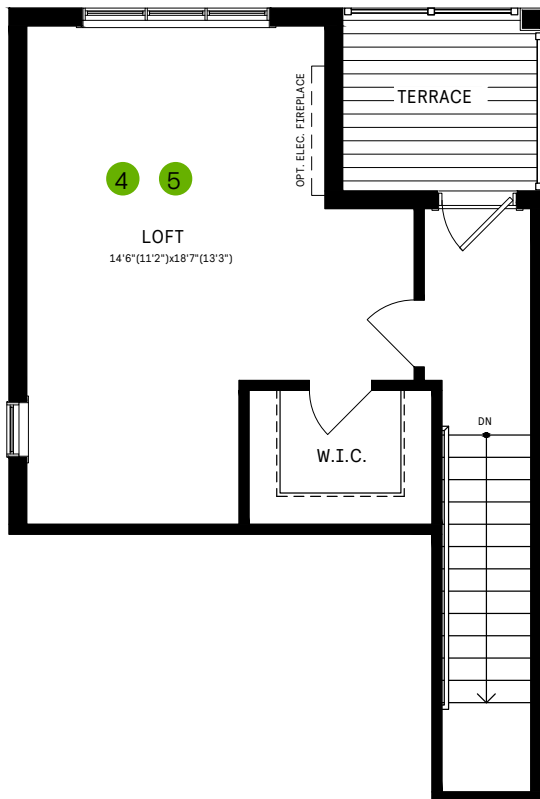 TERRACE
OPT. ELEC. FIREPLACE
4 5
LOFT
14'6"(11'2")x18'7"(13'3")
DN
W.I.C.